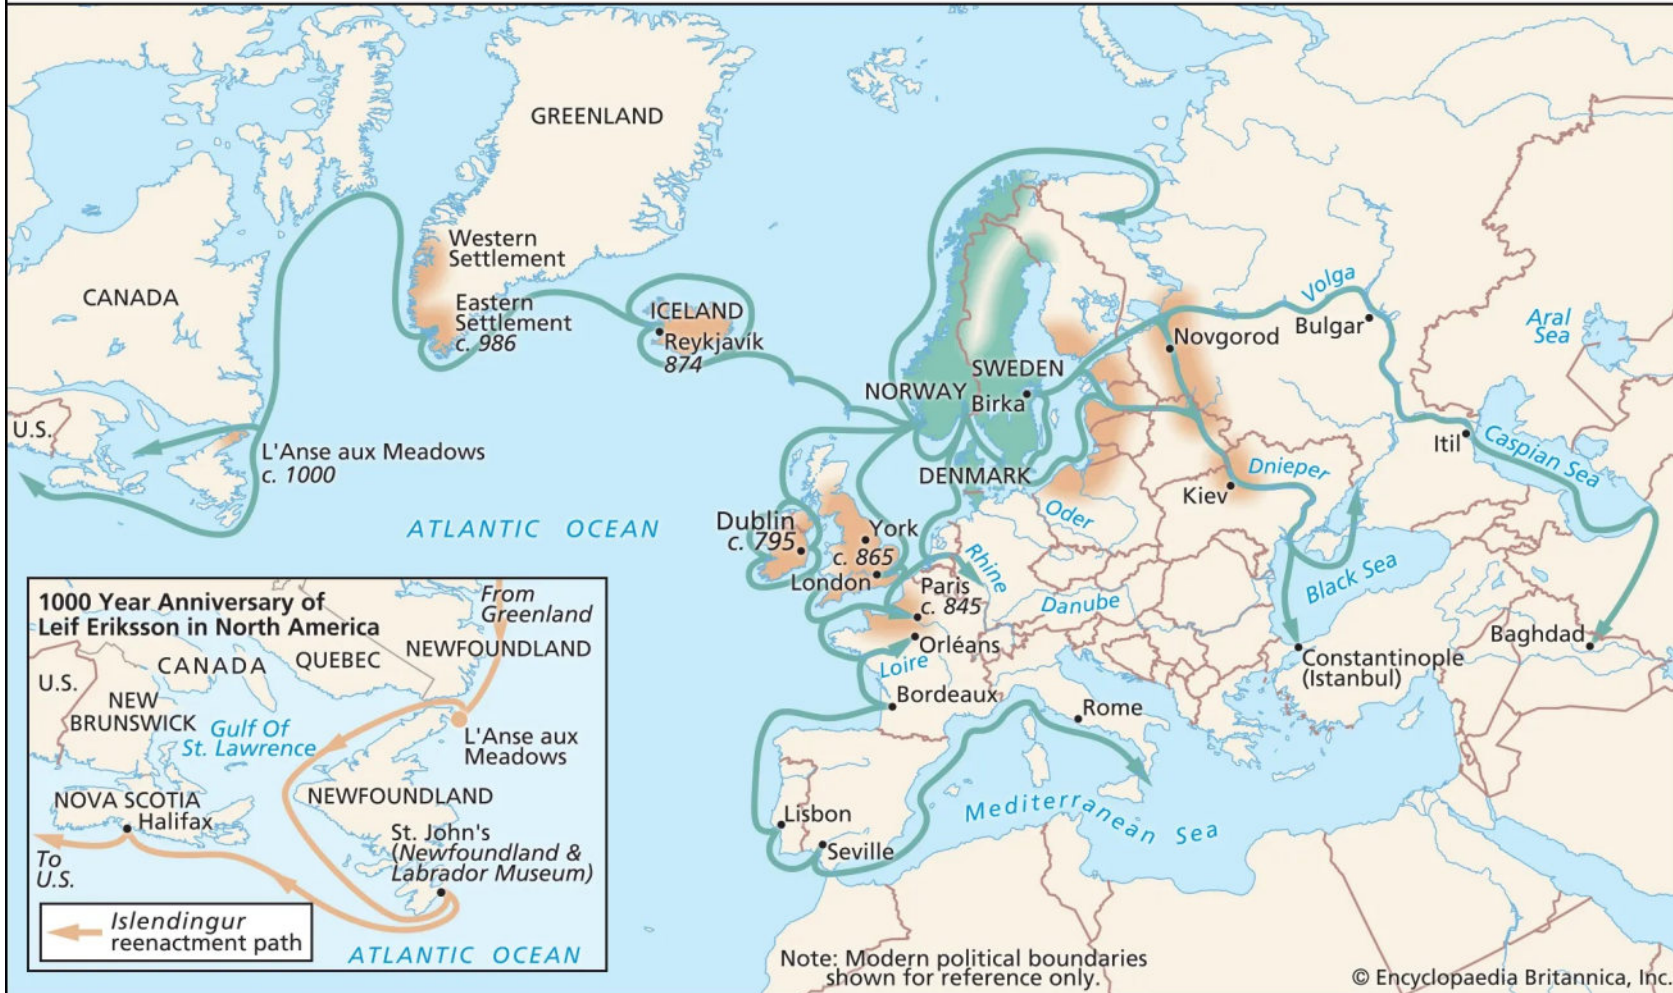 GREENLAND
Western
Settlement
CANADA
Eastern
Settlement
c. 986
ICELAND
Reykjavík
874
Volga
Bulgar
Novgorod
Aral
Sea
SWEDEN
NORWAY
Birka
U.S.
L'Anse aux Meadows
c. 1000
Itil
Caspian Sea
DENMARK
Dnieper
Kiev
Oder
ATLANTIC OCEAN
Dublin
c. 795
York
c. 865
London
Rhine
Paris
c. 845
Black Sea
Danube
Orléans
Loire
Baghdad
Constantinople
(Istanbul)
Bordeaux
Rome
Mediterranean Sea
Lisbon
Seville
1000 Year Anniversary of
Leif Eriksson in North America
From
Greenland
CANADA
QUEBEC
NEWFOUNDLAND
U.S.
NEW
BRUNSWICK
Gulf Of
St. Lawrence
L'Anse aux
Meadows
NOVA SCOTIA
Halifax
NEWFOUNDLAND
St. John's
(Newfoundland &
Labrador Museum)
To
U.S.
Islendingur
reenactment path
ATLANTIC OCEAN
Note: Modern political boundaries
shown for reference only.
© Encyclopaedia Britannica, Inc.